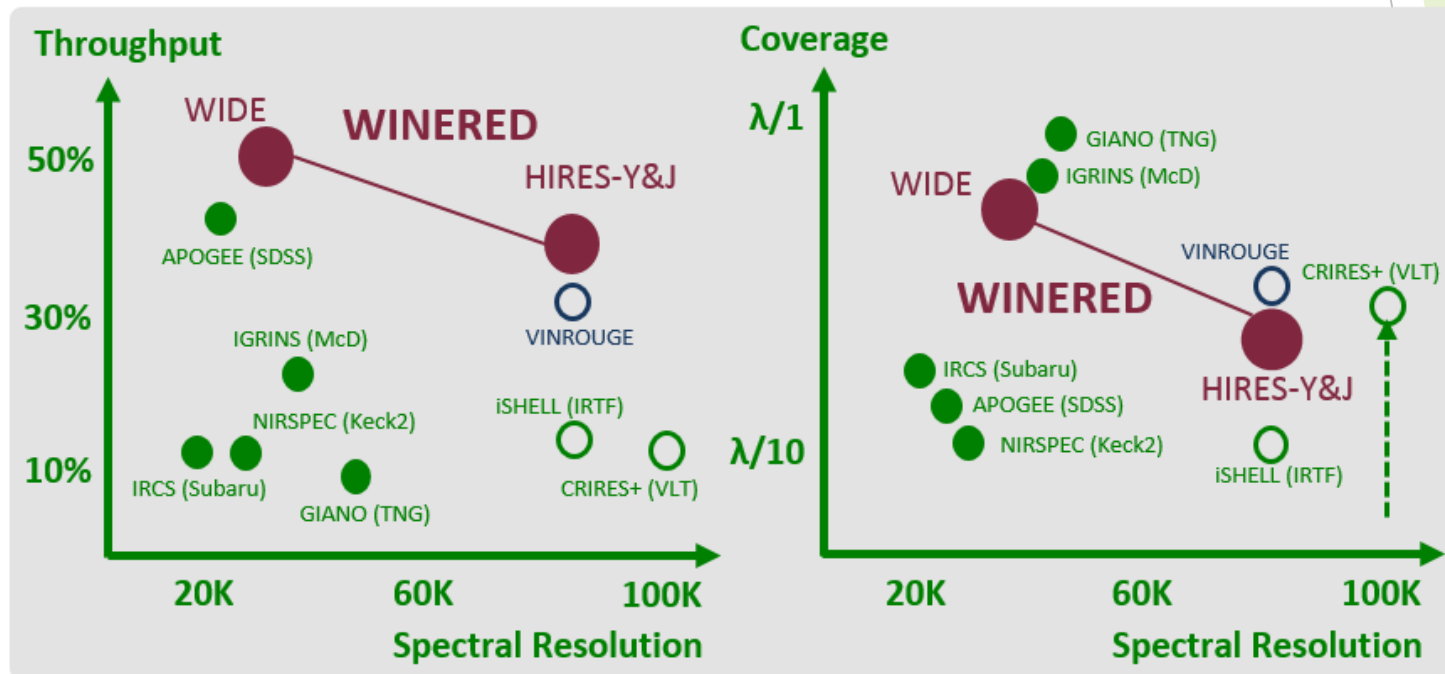 Throughput
WIDE
WINERED
50%
HIRES-Y&J
APOGEE (SDSS)
30%
VINROUGE
IGRINS (McD)
iSHELL (IRTF)
NIRSPEC (Keck2)
10%
IRCS (Subaru)
CRIRES+ (VLT)
GIANO (TNG)
20K 60K 100K
Spectral Resolution
Coverage
λ/1
GIANO (TNG)
IGRINS (McD)
WIDE
VINROUGE
CRIRES+ (VLT)
WINERED
IRCS (Subaru)
HIRES-Y&J
APOGEE (SDSS)
NIRSPEC (Keck2)
λ/10
iSHELL (IRTF)
20K 60K 100K
Spectral Resolution